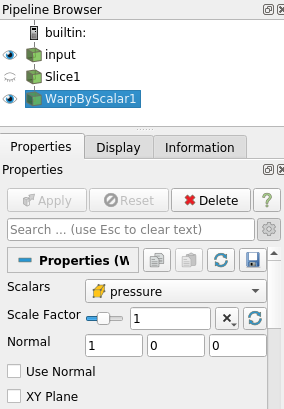 Pipeline Browser
builtin:
input
Slice1
WarpByScalar1
Properties Display Information
Properties
Apply Reset Delete ?
Search ... (use Esc to clear text)
Properties (W
Scalars pressure
Scale Factor 1
Normal 1 0 0
Use Normal
XY Plane